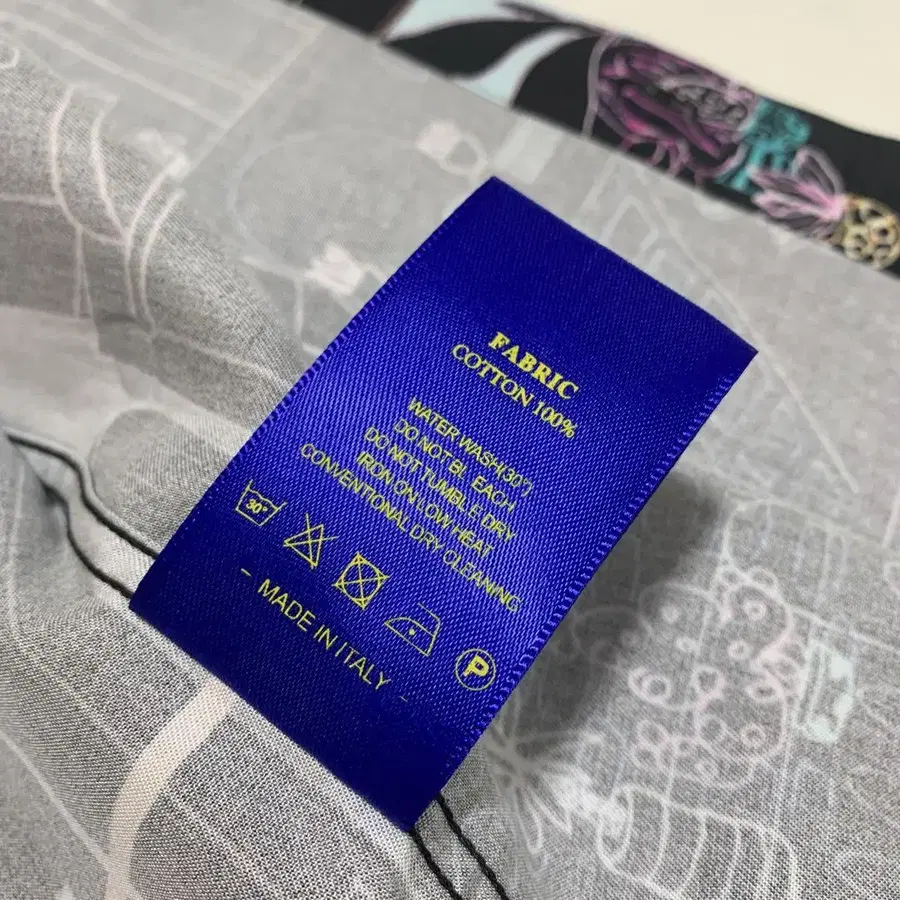 FABRIC
COTTON 100%
WATER WASH(30°)
DO NOT BL EACH
DO NOT TUMBLE DRY
IRON ON LOW HEAT
CONVENTIONAL DRY CLEANING
30°
P
- MADE IN ITALY -